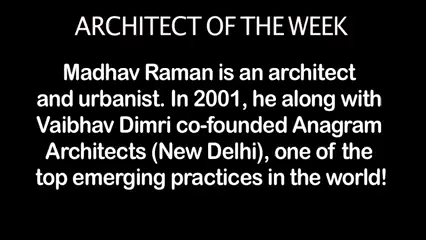 ARCHITECT OF THE WEEK
Madhav Raman is an architect
and urbanist. In 2001, he along with
Vaibhav Dimri co-founded Anagram
Architects (New Delhi), one of the
top emerging practices in the world!